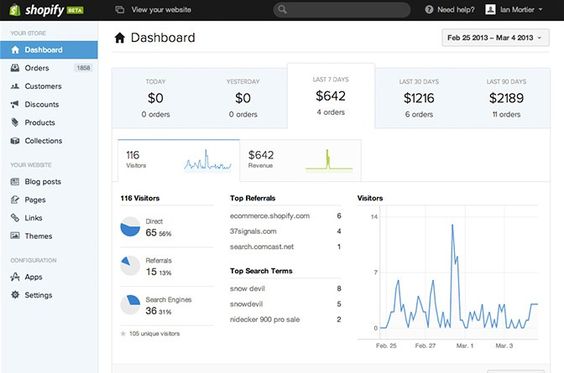 shopify BETA
View your website
Need help?
Ian Mortier
YOUR STORE
Dashboard
Orders 1858
Customers
Discounts
Products
Collections
YOUR WEBSITE
Blog posts
Pages
Links
Themes
CONFIGURATION
Apps
Settings
Dashboard
Feb 25 2013 – Mar 4 2013
TODAY
$0
0 orders
YESTERDAY
$0
0 orders
LAST 7 DAYS
$642
4 orders
LAST 30 DAYS
$1216
6 orders
LAST 90 DAYS
$2189
11 orders
116
Visitors
$642
Revenue
116 Visitors
Direct
65 56%
Referrals
15 13%
Search Engines
36 31%
105 unique visitors
Top Referrals
ecommerce.shopify.com 6
37signals.com 4
search.comcast.net 1
Top Search Terms
snow devil 8
snowdevil 5
nidecker 900 pro sale 2
Visitors
14
7
0
Feb. 25
Feb. 27
Mar. 1
Mar. 3